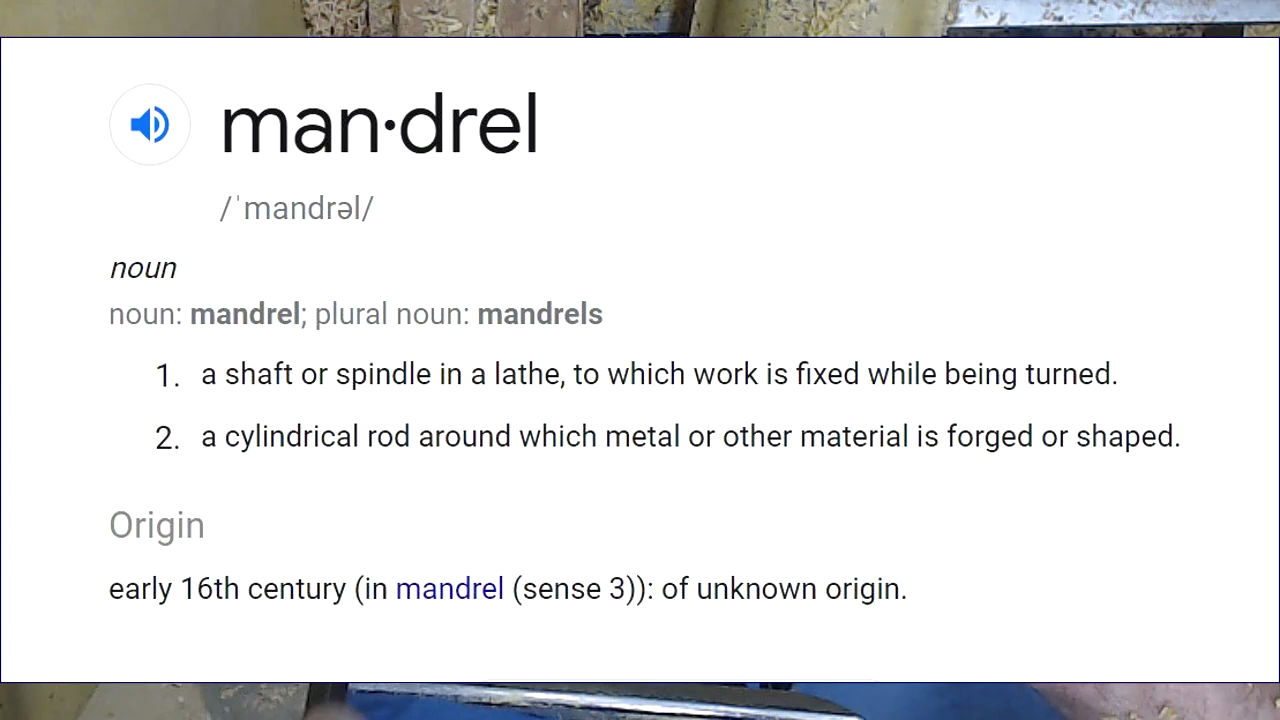 man·drel
/ˈmandrəl/
noun
noun: mandrel; plural noun: mandrels
1. a shaft or spindle in a lathe, to which work is fixed while being turned.
2. a cylindrical rod around which metal or other material is forged or shaped.
Origin
early 16th century (in mandrel (sense 3)): of unknown origin.